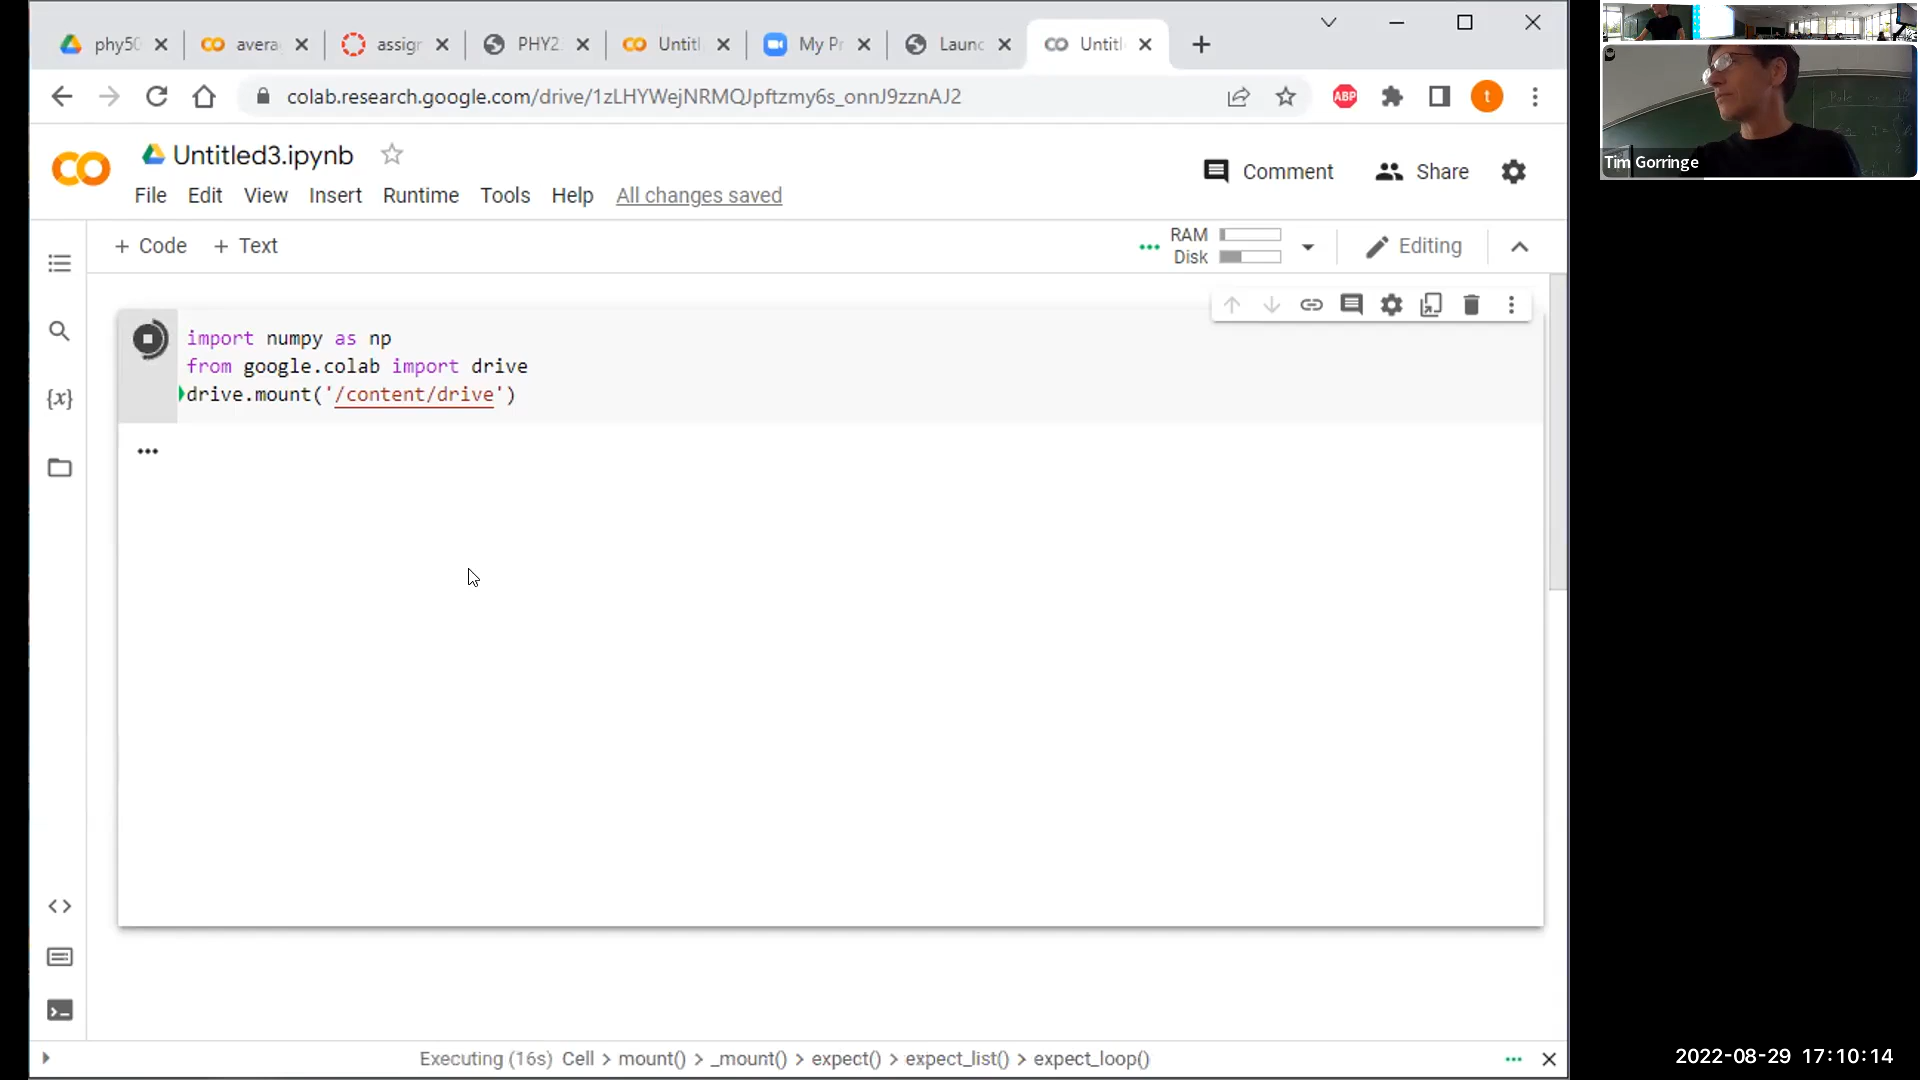 phy50
avera
assigr
PHY2
Untitl
My Pr
Launc
Untitl
colab.research.google.com/drive/1zLHYWejNRMQJpftzmy6s_onnJ9zznAJ2
ABP
t
Untitled3.ipynb
Comment
Share
File Edit View Insert Runtime Tools Help All changes saved
+ Code + Text
RAM
Disk
Editing
import numpy as np
from google.colab import drive
drive.mount('/content/drive')
Executing (16s) Cell > mount() > _mount() > expect() > expect_list() > expect_loop()
Tim Gorringe
2022-08-29 17:10:14